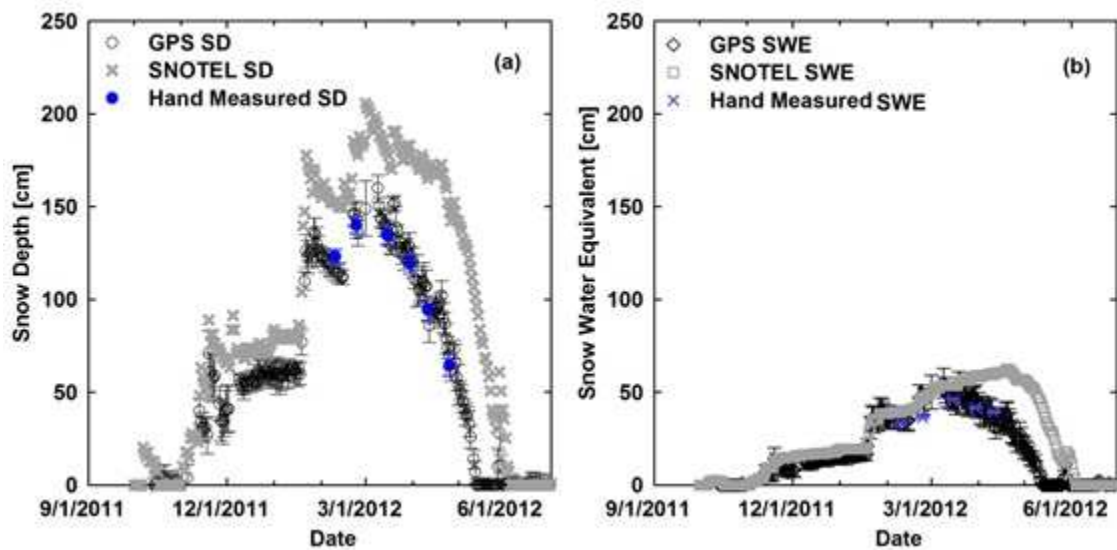 250
200
150
100
50
0
Snow Depth [cm]
GPS SD
SNOTEL SD
Hand Measured SD
(a)
9/1/2011 12/1/2011 3/1/2012 6/1/2012
Date
250
200
150
100
50
0
Snow Water Equivalent [cm]
GPS SWE
SNOTEL SWE
Hand Measured SWE
(b)
9/1/2011 12/1/2011 3/1/2012 6/1/2012
Date